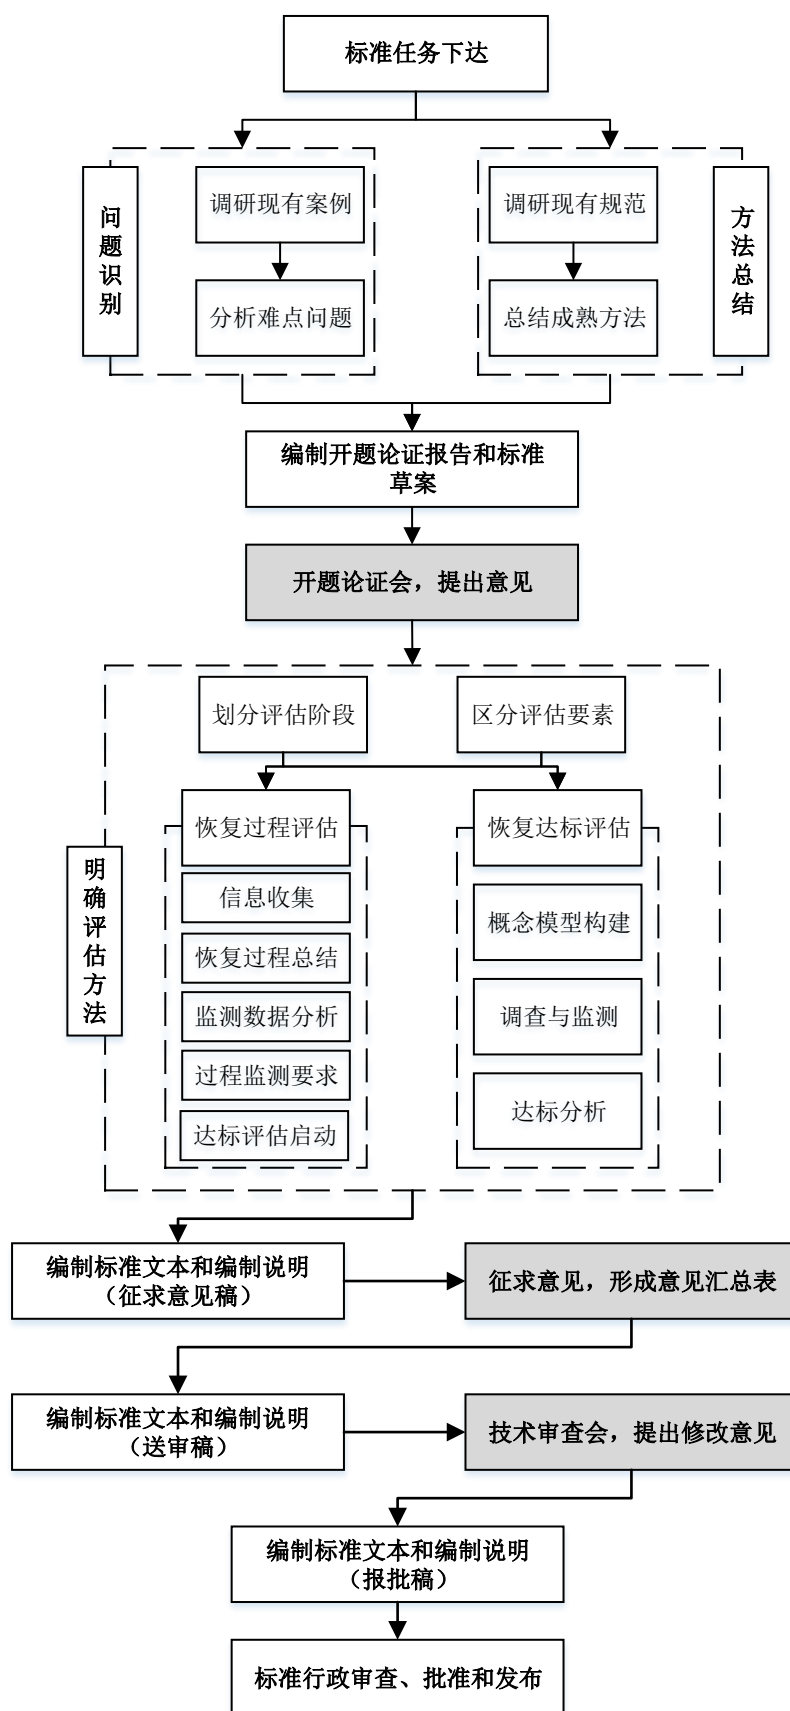 标准任务下达
问题识别
调研现有案例
分析难点问题
调研现有规范
总结成熟方法
方法总结
编制开题论证报告和标准
草案
开题论证会，提出意见
明确评估方法
划分评估阶段
区分评估要素
恢复过程评估
信息收集
恢复过程总结
监测数据分析
过程监测要求
达标评估启动
恢复达标评估
概念模型构建
调查与监测
达标分析
编制标准文本和编制说明
（征求意见稿）
征求意见，形成意见汇总表
编制标准文本和编制说明
（送审稿）
技术审查会，提出修改意见
编制标准文本和编制说明
（报批稿）
标准行政审查、批准和发布